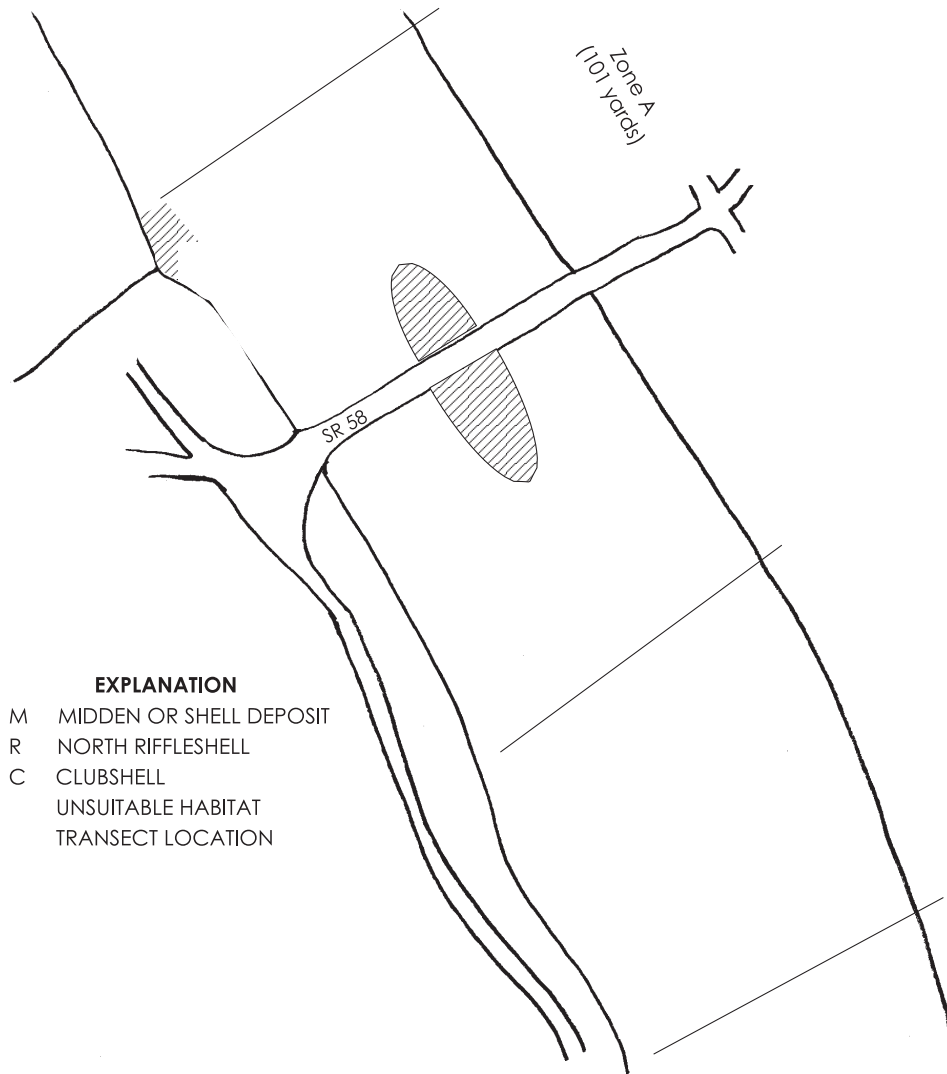 Zone A
(101 yards)
SR 58
EXPLANATION
M MIDDEN OR SHELL DEPOSIT
R NORTH RIFFLESHELL
C CLUBSHELL
UNSUITABLE HABITAT
TRANSECT LOCATION